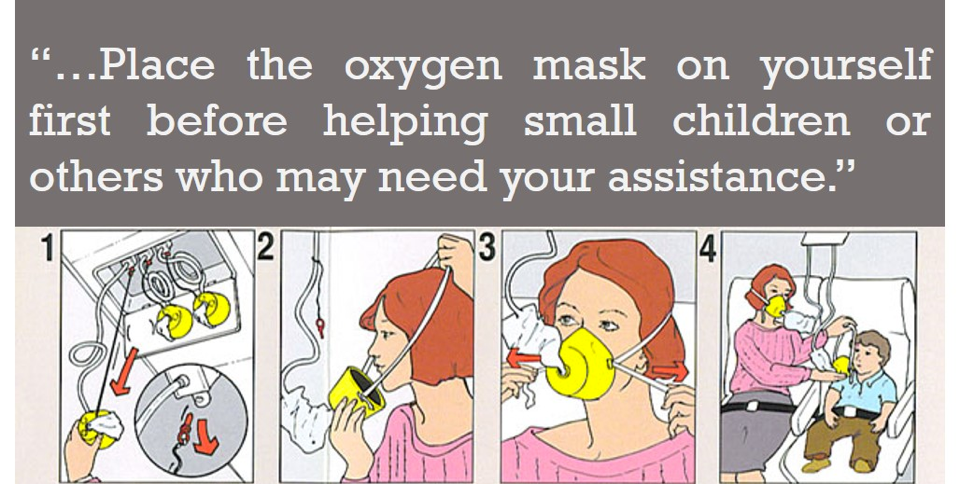 “…Place the oxygen mask on yourself
first before helping small children or
others who may need your assistance.”
1 2 3 4